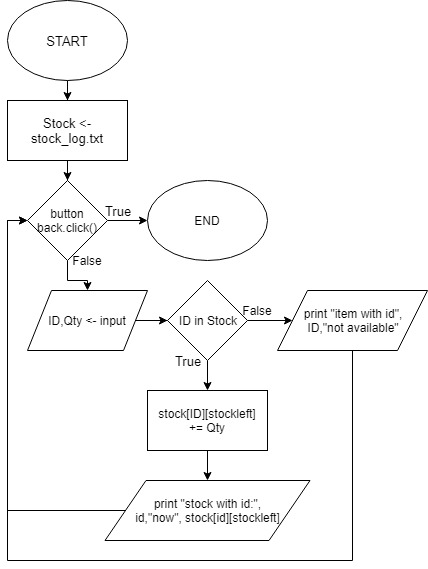 START
Stock <-
stock_log.txt
button
back.click()
True
END
False
ID,Qty <- input
ID in Stock
False
print "item with id",
ID,"not available"
True
stock[ID][stockleft]
+= Qty
print "stock with id:",
id,"now", stock[id][stockleft]